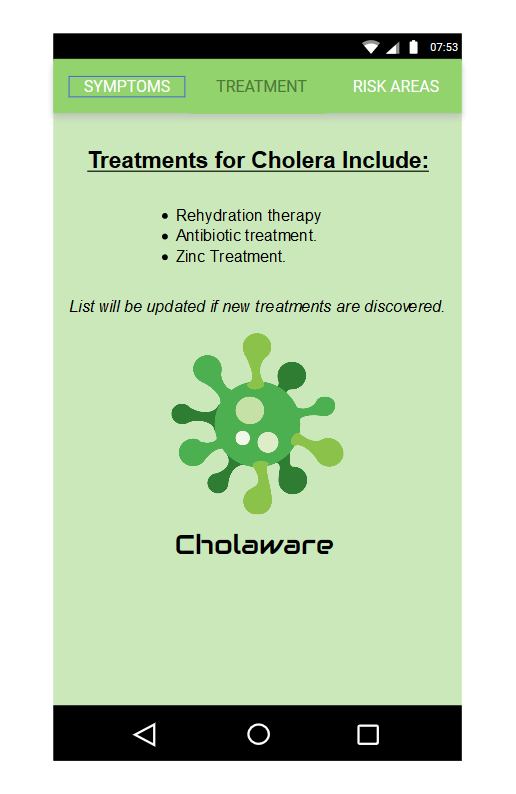 07:53
SYMPTOMS TREATMENT RISK AREAS
Treatments for Cholera Include:
• Rehydration therapy
• Antibiotic treatment.
• Zinc Treatment.
List will be updated if new treatments are discovered.
Cholaware